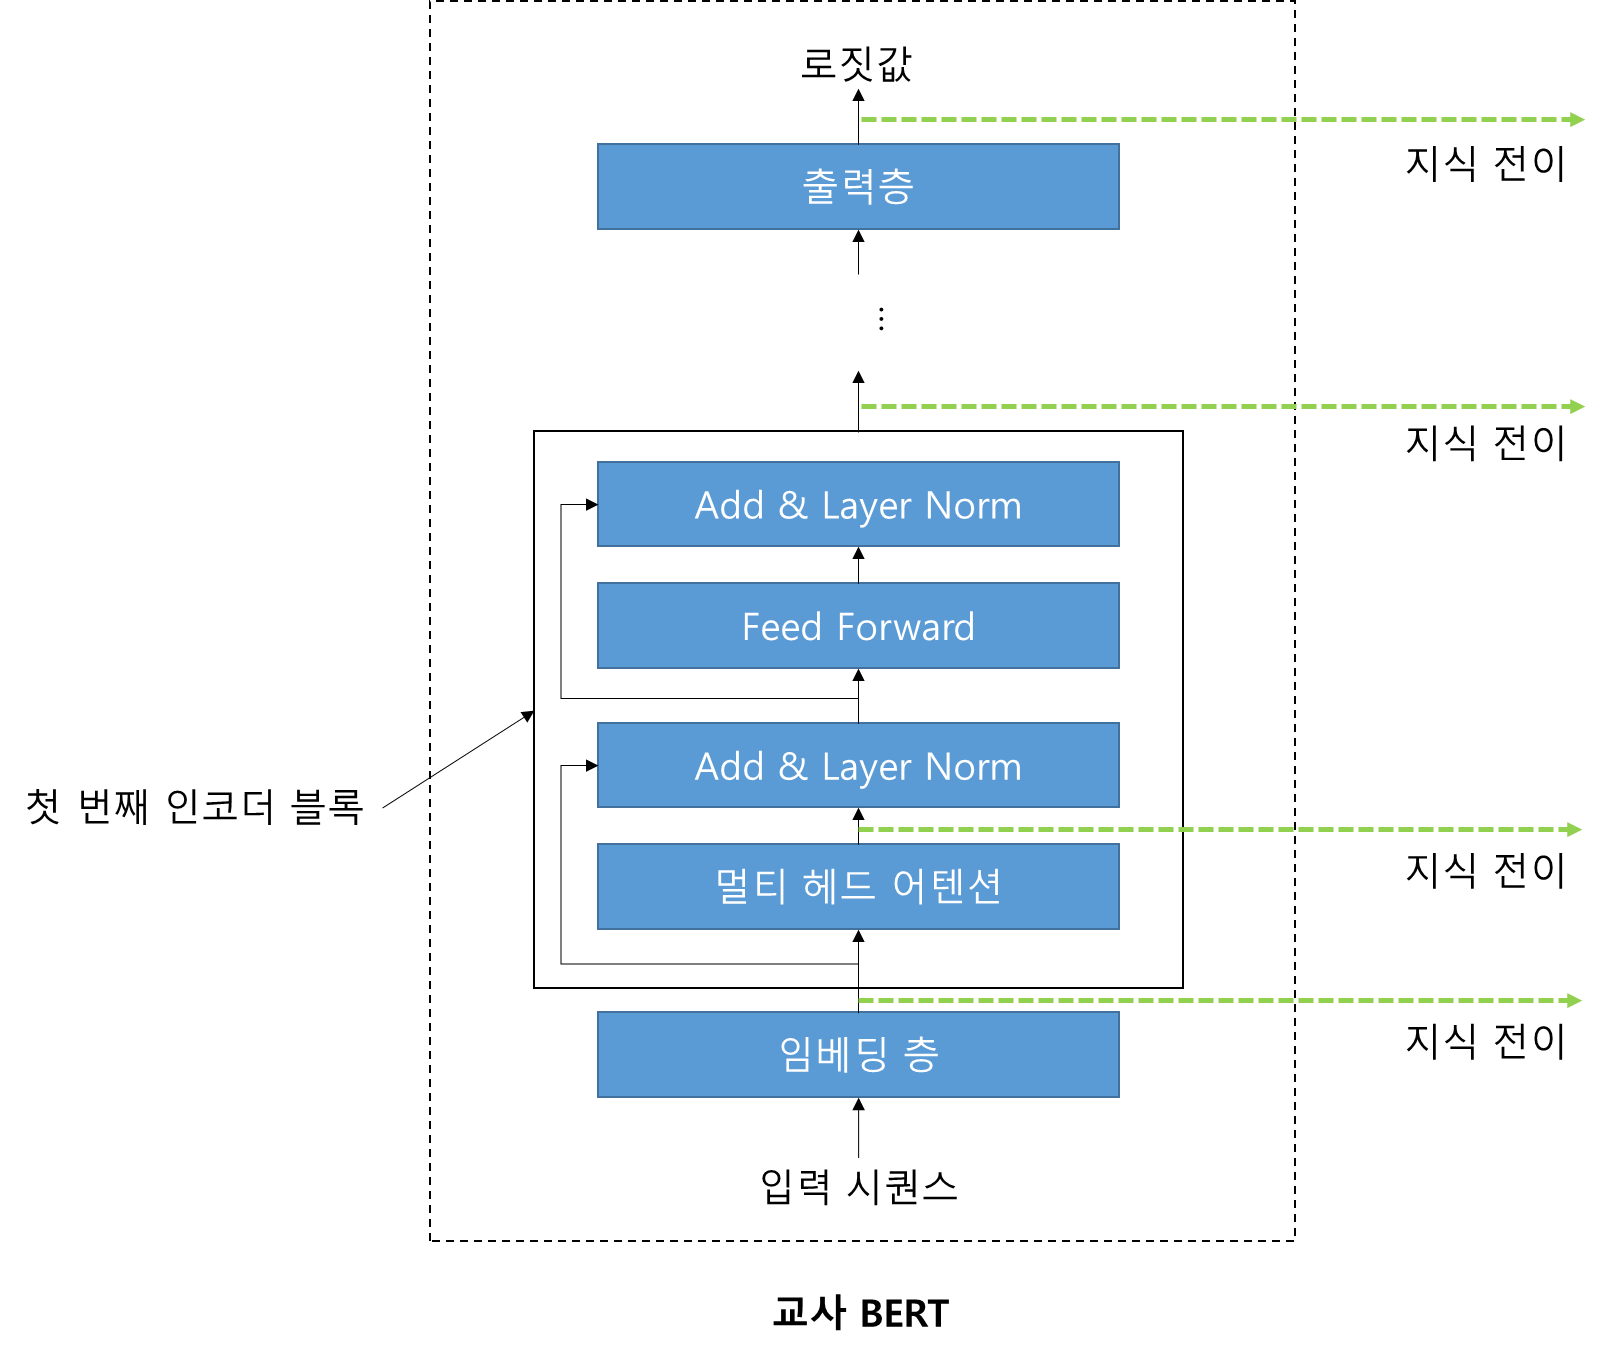 로짓값
지식 전이
출력층
⋮
지식 전이
Add & Layer Norm
Feed Forward
Add & Layer Norm
첫 번째 인코더 블록
지식 전이
멀티 헤드 어텐션
지식 전이
임베딩 층
입력 시퀀스
교사 BERT